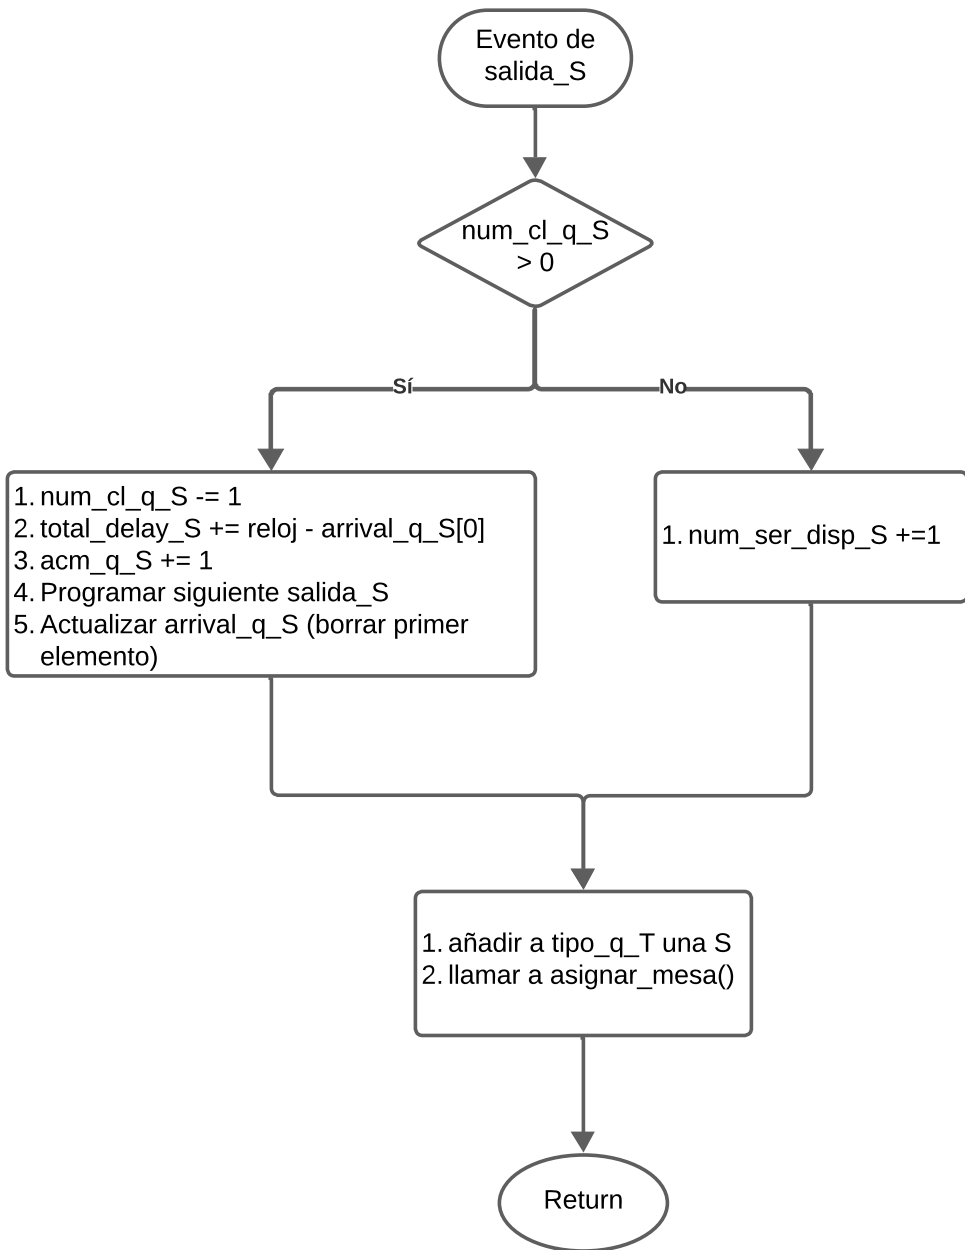 Evento de
salida_S
num_cl_q_S
> 0
Sí
No
1. num_cl_q_S -= 1
2. total_delay_S += reloj - arrival_q_S[0]
3. acm_q_S += 1
4. Programar siguiente salida_S
5. Actualizar arrival_q_S (borrar primer
elemento)
1. num_ser_disp_S +=1
1. añadir a tipo_q_T una S
2. llamar a asignar_mesa()
Return